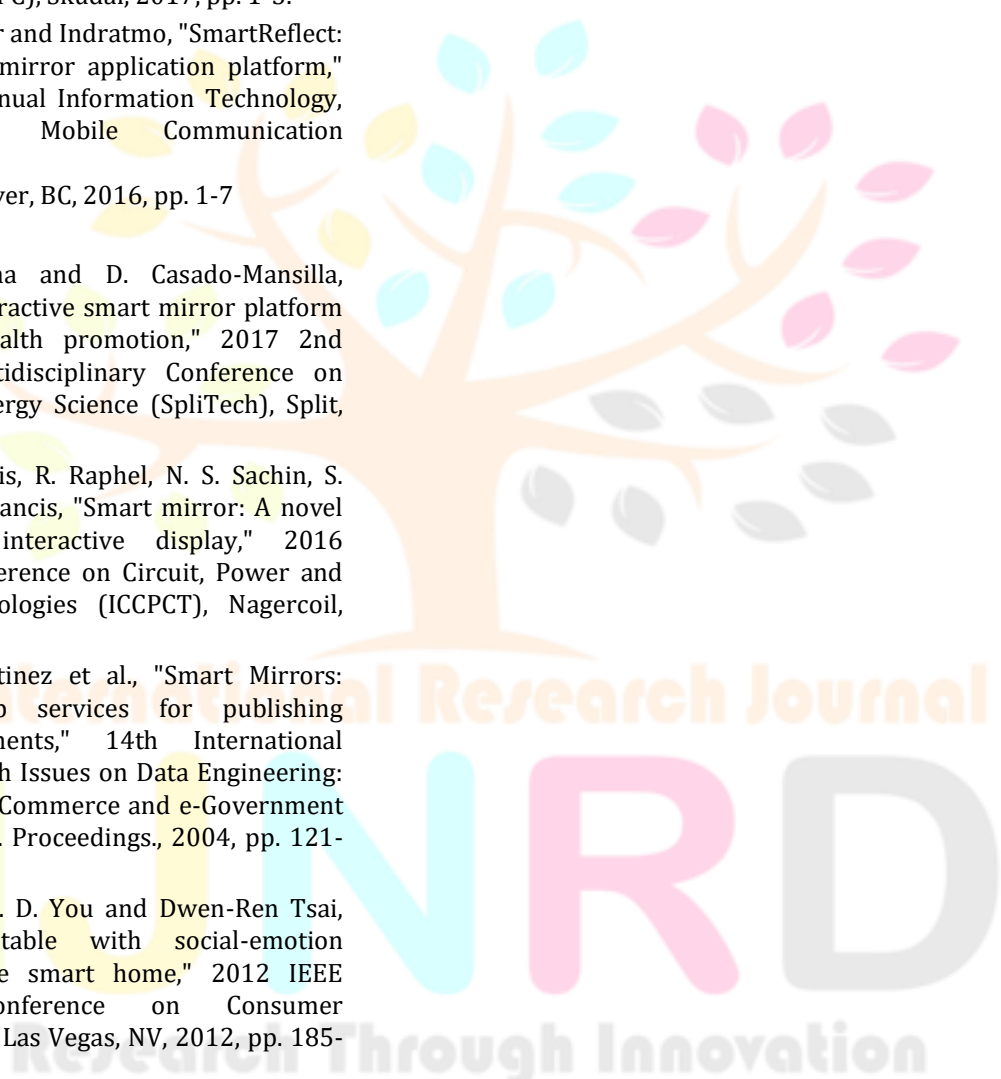 CJ, Skudai, 2017, pp. 1-5.
r and Indratmo, "SmartReflect:
mirror application platform,"
nual Information Technology,
Mobile Communication
ver, BC, 2016, pp. 1-7
na and D. Casado-Mansilla,
ractive smart mirror platform
alth promotion," 2017 2nd
tidisciplinary Conference on
ergy Science (SpliTech), Split,
is, R. Raphel, N. S. Sachin, S.
ancis, "Smart mirror: A novel
interactive display," 2016
erence on Circuit, Power and
ologies (ICCPCT), Nagercoil,
tinez et al., "Smart Mirrors:
services for publishing
ments," 14th International
h Issues on Data Engineering:
Commerce and e-Government
. Proceedings., 2004, pp. 121-
. D. You and Dwen-Ren Tsai,
table with social-emotion
e smart home," 2012 IEEE
onference on Consumer
Las Vegas, NV, 2012, pp. 185-
International Research Journal
IJNRD
Research Through Innovation